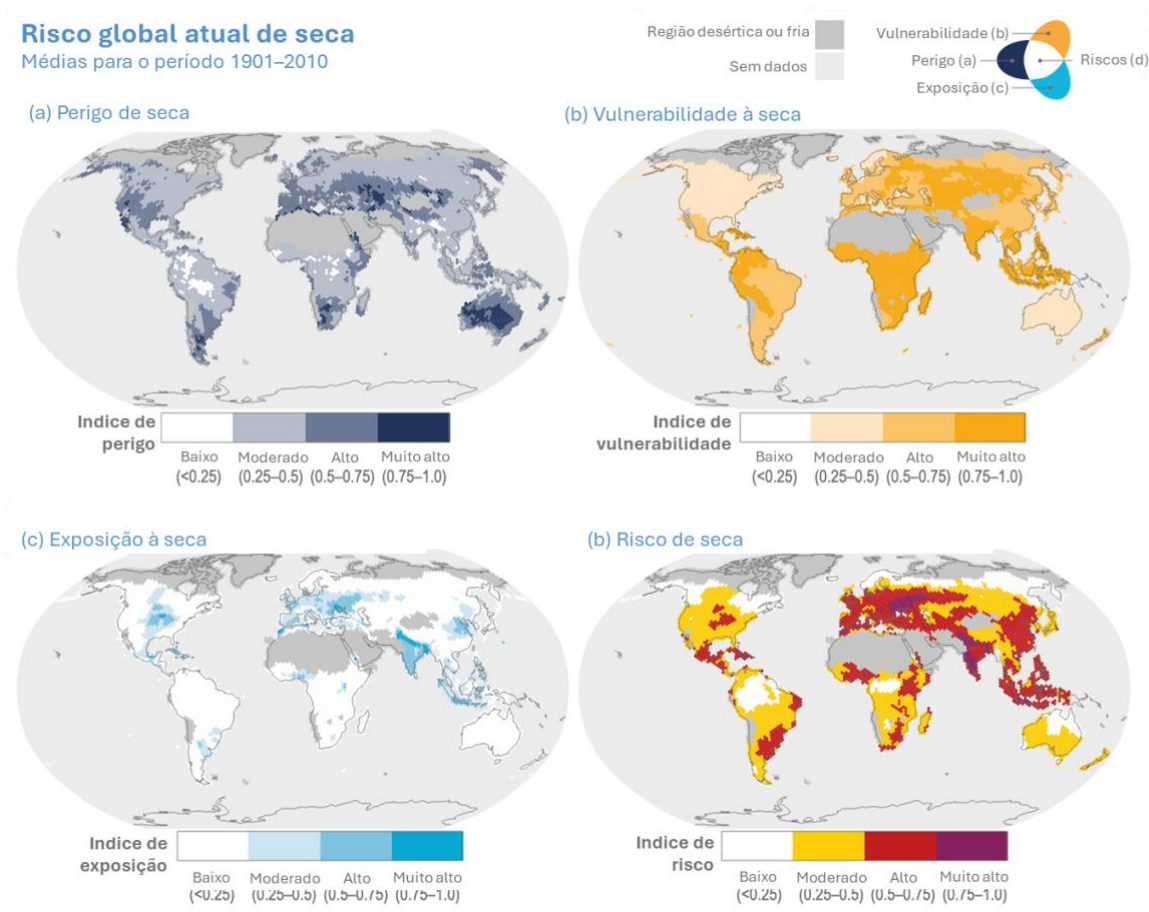 Risco global atual de seca
Médias para o período 1901–2010
Região desértica ou fria
Sem dados
Vulnerabilidade (b)
Perigo (a)
Riscos (d)
Exposição (c)
(a) Perigo de seca
(b) Vulnerabilidade à seca
Indice de
perigo
Baixo
(<0.25)
Moderado
(0.25–0.5)
Alto
(0.5–0.75)
Muito alto
(0.75–1.0)
Indice de
vulnerabilidade
Baixo
(<0.25)
Moderado
(0.25–0.5)
Alto
(0.5–0.75)
Muito alto
(0.75–1.0)
(c) Exposição à seca
(b) Risco de seca
Indice de
exposição
Baixo
(<0.25)
Moderado
(0.25–0.5)
Alto
(0.5–0.75)
Muito alto
(0.75–1.0)
Indice de
risco
Baixo
(<0.25)
Moderado
(0.25–0.5)
Alto
(0.5–0.75)
Muito alto
(0.75–1.0)